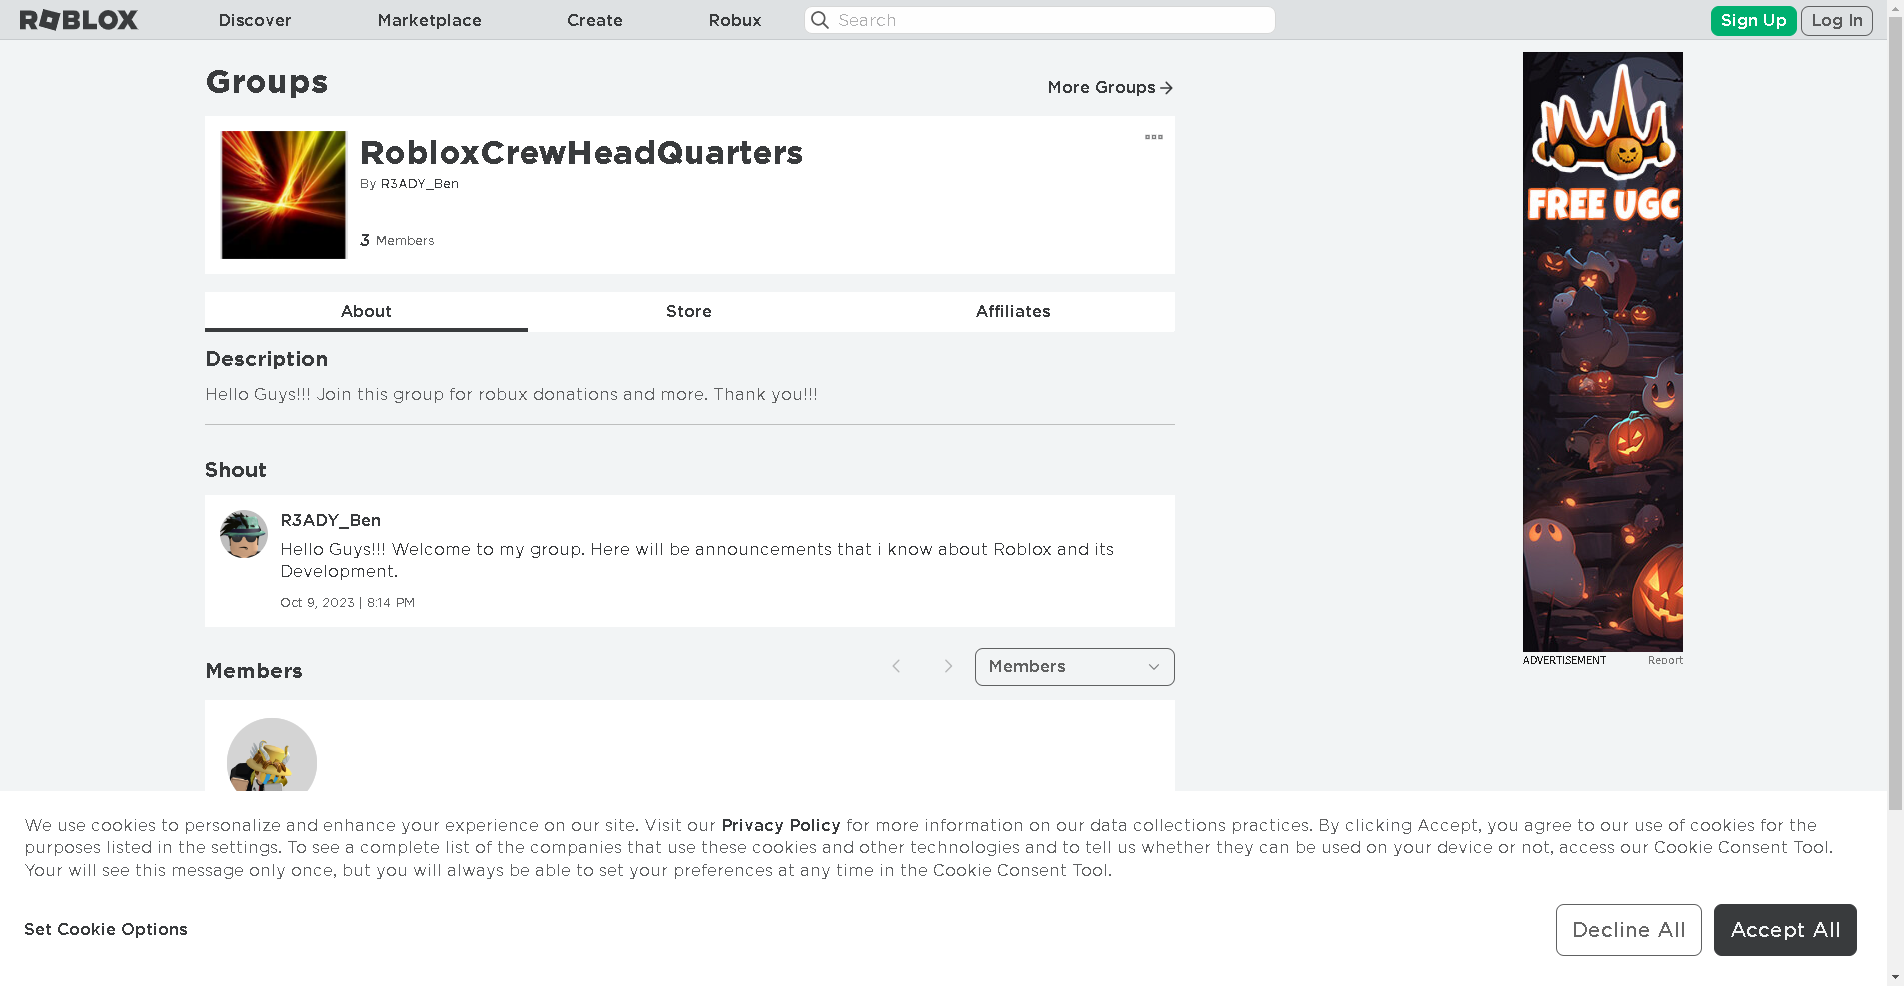 ROBLOX
Discover
Marketplace
Create
Robux
Search
Sign Up
Log In
Groups
More Groups
RobloxCrewHeadQuarters
By R3ADY_Ben
3 Members
About
Store
Affiliates
Description
Hello Guys!!! Join this group for robux donations and more. Thank you!!!
Shout
R3ADY_Ben
Hello Guys!!! Welcome to my group. Here will be announcements that i know about Roblox and its
Development.
Oct 9, 2023 | 8:14 PM
Members
Members
FREE UGC
ADVERTISEMENT
Report
We use cookies to personalize and enhance your experience on our site. Visit our Privacy Policy for more information on our data collections practices. By clicking Accept, you agree to our use of cookies for the
purposes listed in the settings. To see a complete list of the companies that use these cookies and other technologies and to tell us whether they can be used on your device or not, access our Cookie Consent Tool.
Your will see this message only once, but you will always be able to set your preferences at any time in the Cookie Consent Tool.
Set Cookie Options
Decline All
Accept All